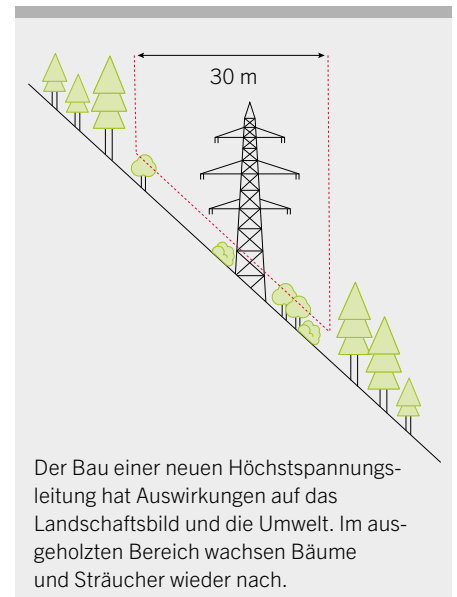 30 m
Der Bau einer neuen Höchstspannungs-
leitung hat Auswirkungen auf das
Landschaftsbild und die Umwelt. Im aus-
geholzten Bereich wachsen Bäume
und Sträucher wieder nach.